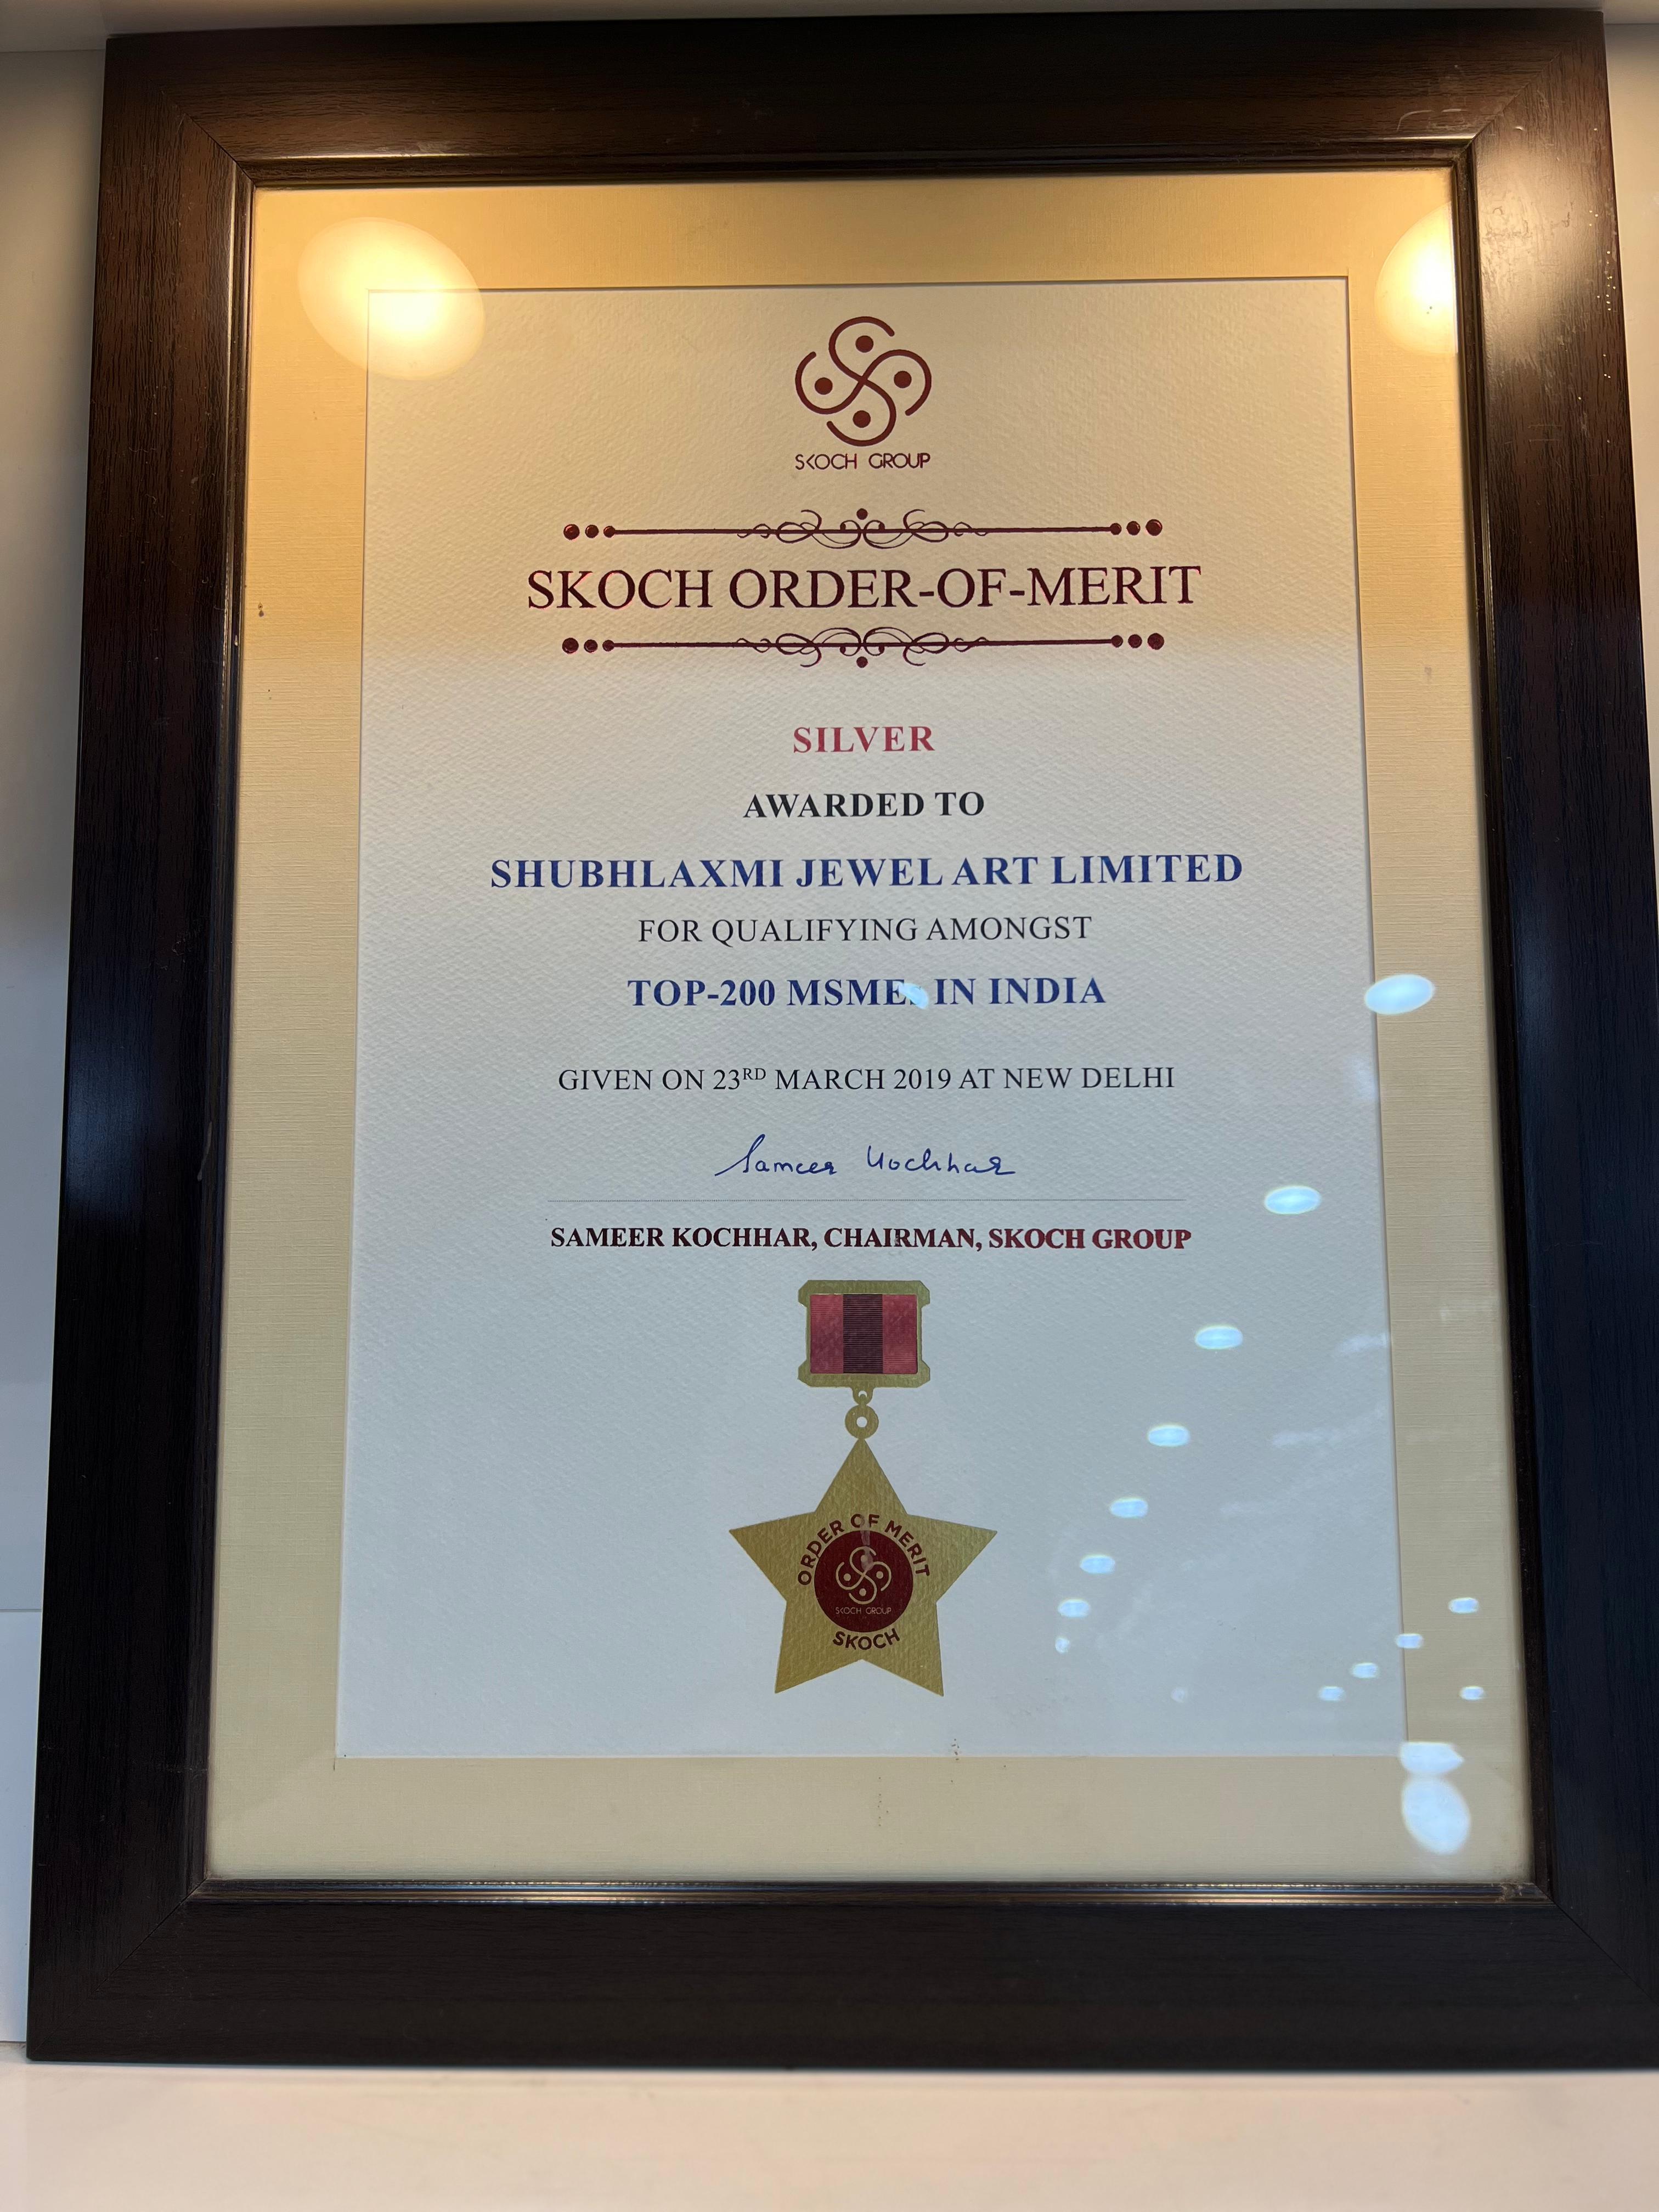 SKOCH GROUP
SKOCH ORDER-OF-MERIT
SILVER
AWARDED TO
SHUBHLAXMI JEWEL ART LIMITED
FOR QUALIFYING AMONGST
TOP-200 MSMEs IN INDIA
GIVEN ON 23RD MARCH 2019 AT NEW DELHI
Sameer Kochhar
SAMEER KOCHHAR, CHAIRMAN, SKOCH GROUP
ORDER OF MERIT
SKOCH GROUP
SKOCH